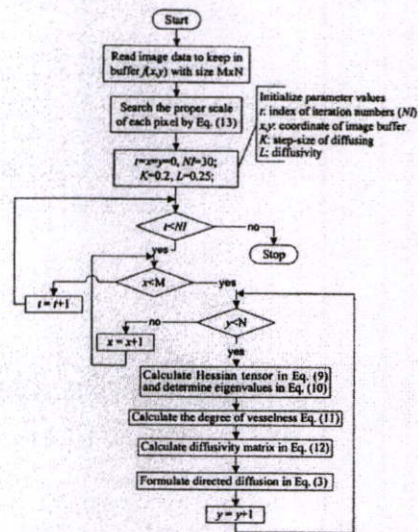 Start
Read image data to keep in
buffer f(x,y) with size MxN
Search the proper scale
of each pixel by Eq. (13)
t=x=y=0, NI=30;
K=0.2, L=0.25;
Initialize parameter values
t: index of iteration numbers (NI)
x,y: coordinate of image buffer
K: step-size of diffusing
L: diffusivity
t<NI
no
Stop
yes
x<M
yes
t = t+1
y<N
no
x = x+1
yes
Calculate Hessian tensor in Eq. (9)
and determine eigenvalues in Eq. (10)
Calculate the degree of vesselness Eq. (11)
Calculate diffusivity matrix in Eq. (12)
Formulate directed diffusion in Eq. (3)
y = y+1